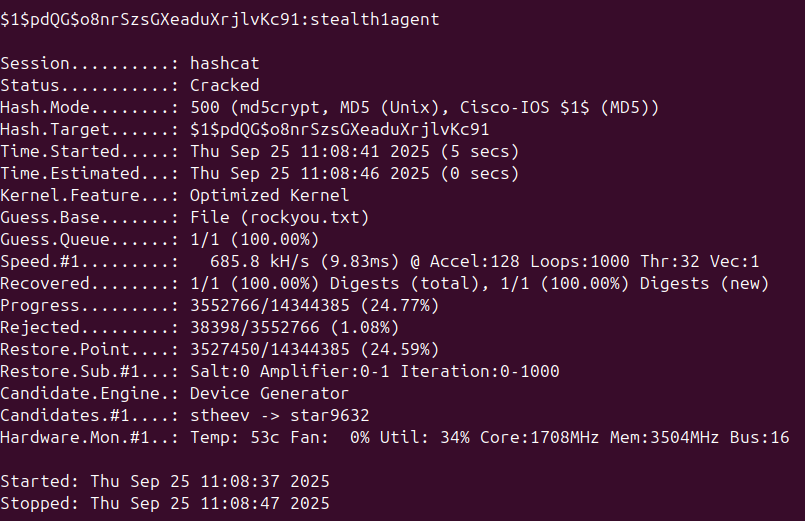 $1$pdQG$o8nrSzsGXeaduXrjlvKc91:stealth1agent
Session..........: hashcat
Status...........: Cracked
Hash.Mode........: 500 (md5crypt, MD5 (Unix), Cisco-IOS $1$ (MD5))
Hash.Target......: $1$pdQG$o8nrSzsGXeaduXrjlvKc91
Time.Started.....: Thu Sep 25 11:08:41 2025 (5 secs)
Time.Estimated...: Thu Sep 25 11:08:46 2025 (0 secs)
Kernel.Feature...: Optimized Kernel
Guess.Base.......: File (rockyou.txt)
Guess.Queue......: 1/1 (100.00%)
Speed.#1.........:   685.8 kH/s (9.83ms) @ Accel:128 Loops:1000 Thr:32 Vec:1
Recovered........: 1/1 (100.00%) Digests (total), 1/1 (100.00%) Digests (new)
Progress.........: 3552766/14344385 (24.77%)
Rejected.........: 38398/3552766 (1.08%)
Restore.Point....: 3527450/14344385 (24.59%)
Restore.Sub.#1...: Salt:0 Amplifier:0-1 Iteration:0-1000
Candidate.Engine.: Device Generator
Candidates.#1....: stheev -> star9632
Hardware.Mon.#1..: Temp: 53c Fan:  0% Util: 34% Core:1708MHz Mem:3504MHz Bus:16
Started: Thu Sep 25 11:08:37 2025
Stopped: Thu Sep 25 11:08:47 2025